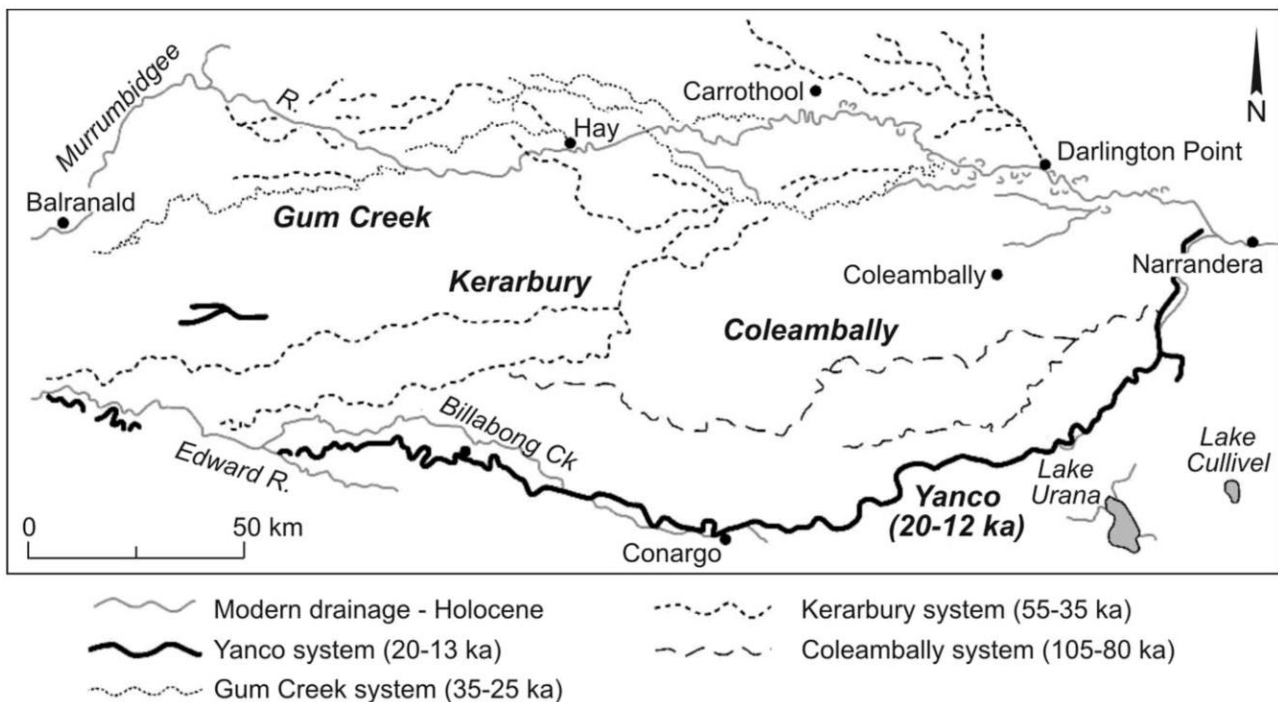 Murrumbidgee
R.
Carrothool
N
Hay
Darlington Point
Balranald
Gum Creek
Narrandera
Kerarbury
Coleambally
Coleambally
Billabong Ck
Edward R.
Lake
Cullivel
Lake
Urana
Yanco
(20-12 ka)
0
50 km
Conargo
Modern drainage - Holocene
Yanco system (20-13 ka)
Gum Creek system (35-25 ka)
Kerarbury system (55-35 ka)
Coleambally system (105-80 ka)